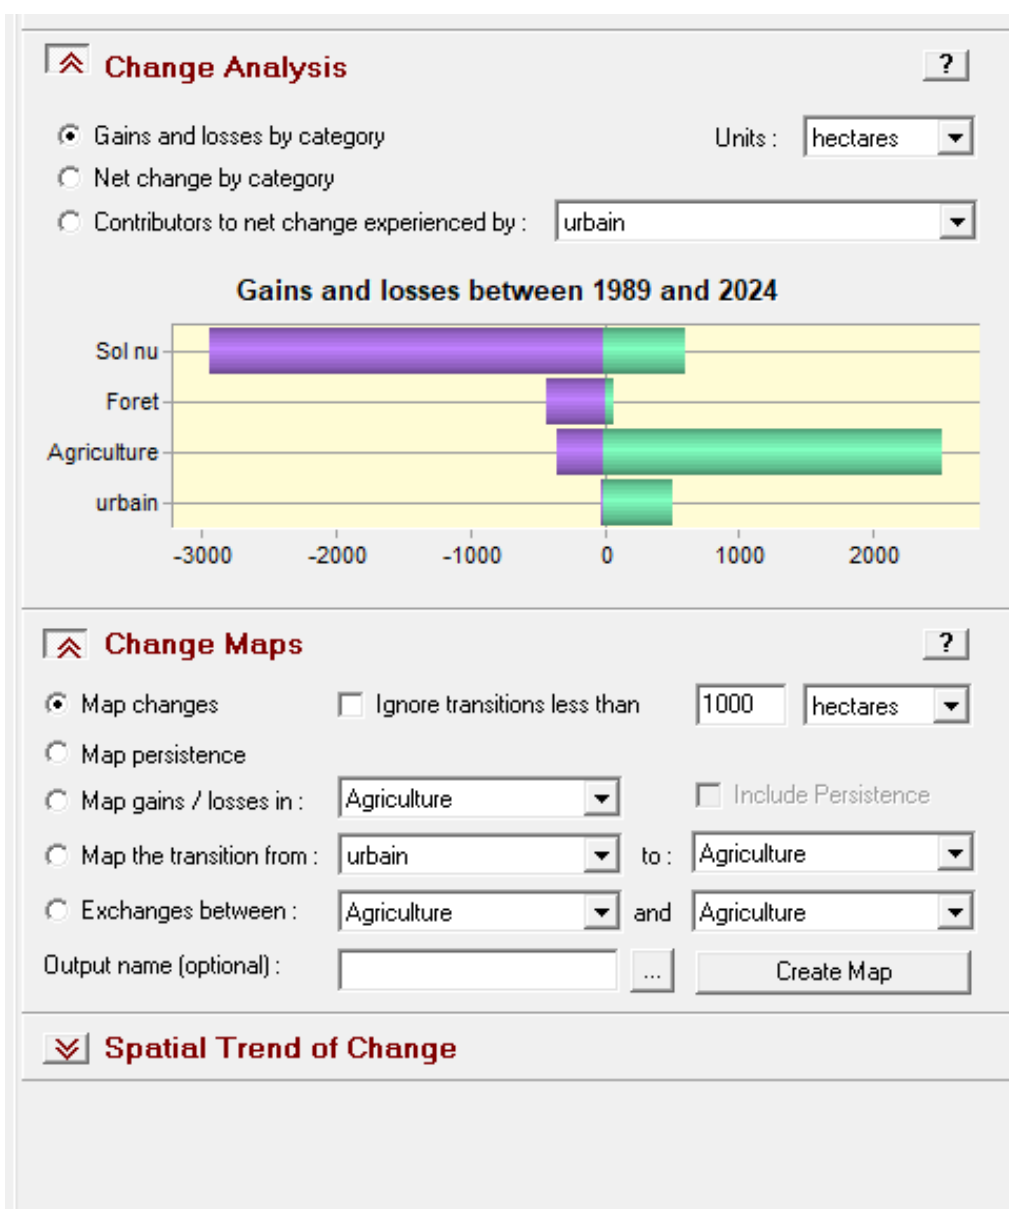 Change Analysis ?
Gains and losses by category Units : hectares
Net change by category
Contributors to net change experienced by : urbain
Gains and losses between 1989 and 2024
Sol nu
Foret
Agriculture
urbain
-3000 -2000 -1000 0 1000 2000
Change Maps ?
Map changes Ignore transitions less than 1000 hectares
Map persistence
Map gains / losses in : Agriculture Include Persistence
Map the transition from : urbain to : Agriculture
Exchanges between : Agriculture and Agriculture
Output name (optional) : ... Create Map
Spatial Trend of Change